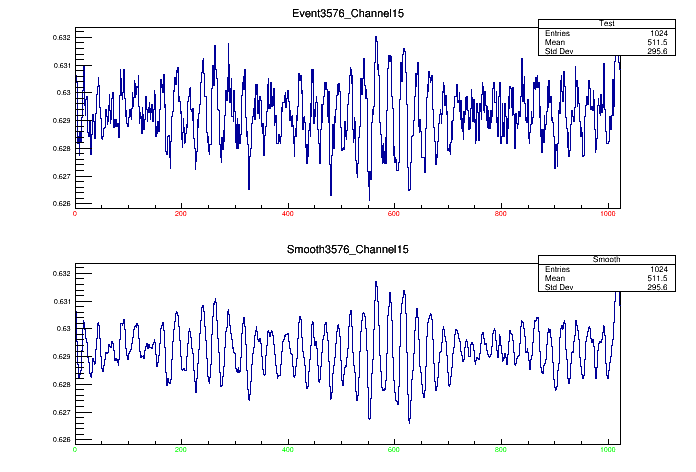 Event3576_Channel15
Test
Entries 1024
Mean 511.5
Std Dev 295.6
0.632
0.631
0.63
0.629
0.628
0.627
0.626
0 200 400 600 800 1000
Smooth3576_Channel15
Smooth
Entries 1024
Mean 511.5
Std Dev 295.6
0.632
0.631
0.63
0.629
0.628
0.627
0.626
0 200 400 600 800 1000